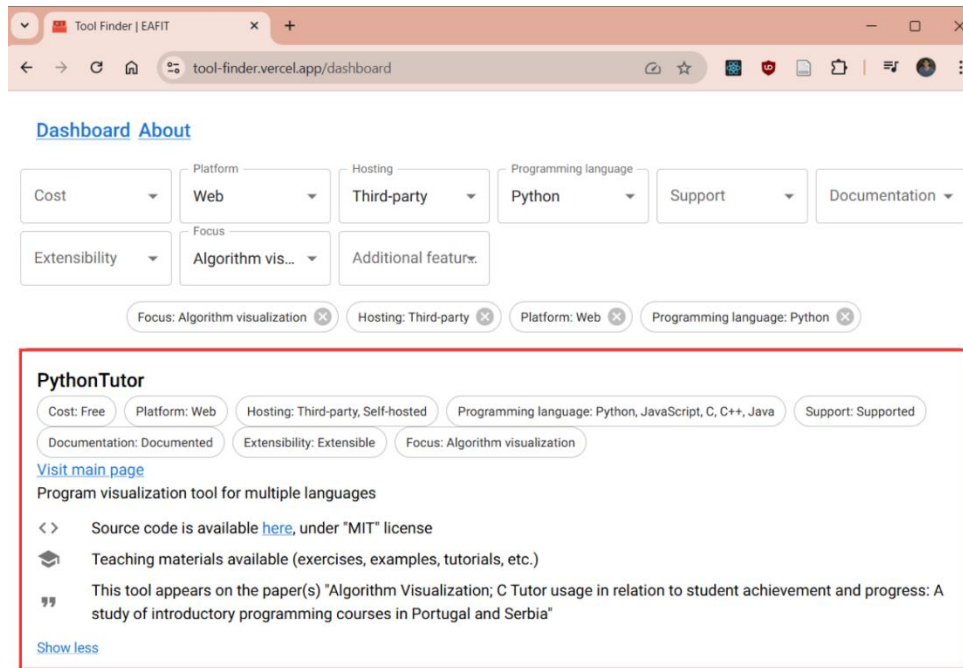 Tool Finder | EAFIT
tool-finder.vercel.app/dashboard
Dashboard About
Platform Hosting Programming language
Cost Web Third-party Python Support Documentation
Focus
Extensibility Algorithm vis... Additional featur...
Focus: Algorithm visualization Hosting: Third-party Platform: Web Programming language: Python
PythonTutor
Cost: Free Platform: Web Hosting: Third-party, Self-hosted Programming language: Python, JavaScript, C, C++, Java Support: Supported
Documentation: Documented Extensibility: Extensible Focus: Algorithm visualization
Visit main page
Program visualization tool for multiple languages
Source code is available here, under "MIT" license
Teaching materials available (exercises, examples, tutorials, etc.)
This tool appears on the paper(s) "Algorithm Visualization; C Tutor usage in relation to student achievement and progress: A
study of introductory programming courses in Portugal and Serbia"
Show less